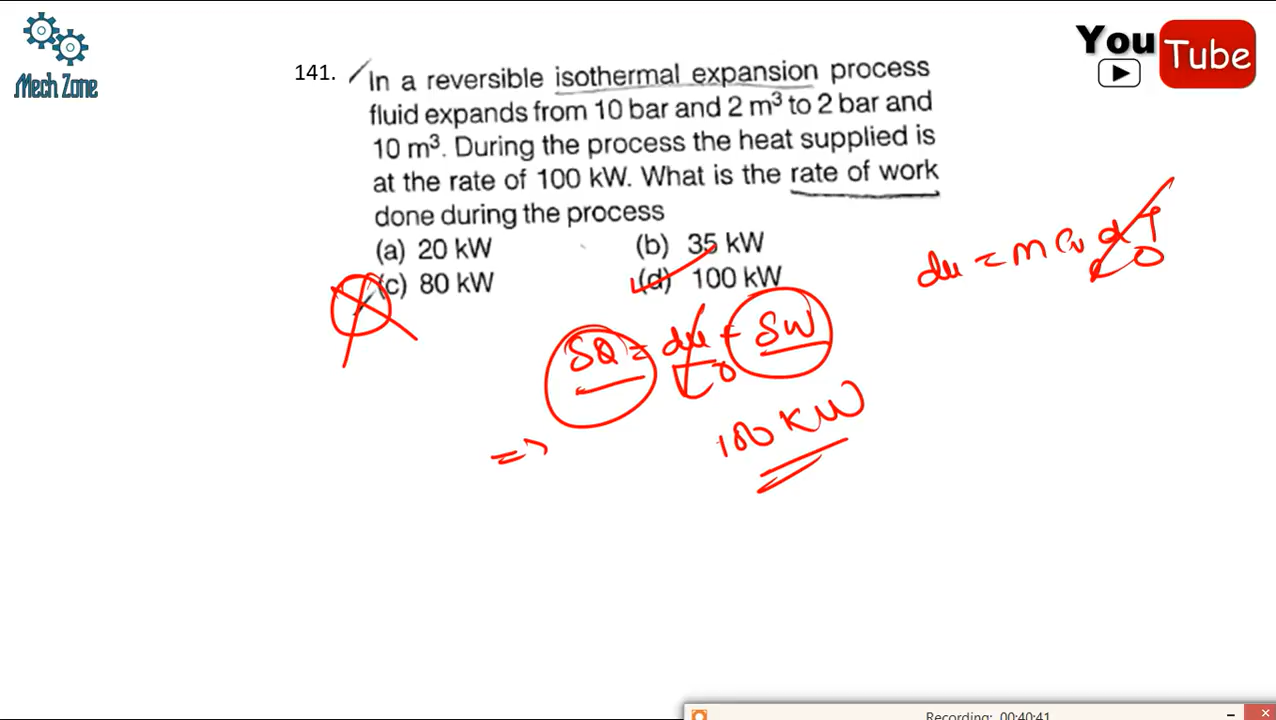 Mech Zone
You Tube
141. In a reversible isothermal expansion process
fluid expands from 10 bar and 2 m³ to 2 bar and
10 m³. During the process the heat supplied is
at the rate of 100 kW. What is the rate of work
done during the process
(a) 20 kW (b) 35 kW
(c) 80 kW (d) 100 kW
du = m Cv dT
0
δQ = du + δW
0
=> 100 kW
Recording: 00:40:41